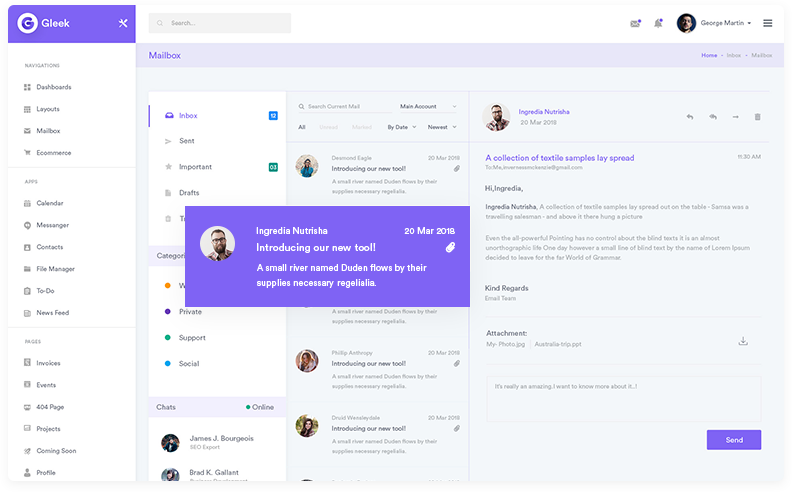 Gleek
Search...
George Martin
NAVIGATIONS
Dashboards
Layouts
Mailbox
Ecommerce
APPS
Calendar
Messanger
Contacts
File Manager
To-Do
News Feed
PAGES
Invoices
Events
404 Page
Projects
Coming Soon
Profile
Mailbox
Home • Inbox • Mailbox
Inbox 12
Sent
Important 03
Drafts
Categori
Private
Support
Social
Chats Online
James J. Bourgeois
SEO Export
Brad K. Gallant
Search Current Mail Main Account
All Unread Starred By Date Newest
Desmond Eagle 20 Mar 2018
Introducing our new tool!
A small river named Duden flows by their
supplies necessary regelialia.
Ingredia Nutrisha 20 Mar 2018
Introducing our new tool!
A small river named Duden flows by their
supplies necessary regelialia.
A small river named Duden flows by their
supplies necessary regelialia.
Phillip Anthropy 20 Mar 2018
Introducing our new tool!
A small river named Duden flows by their
supplies necessary regelialia.
Druid Wensleydale 20 Mar 2018
Introducing our new tool!
A small river named Duden flows by their
supplies necessary regelialia.
Ingredia Nutrisha
20 Mar 2018
A collection of textile samples lay spread 11:30 AM
To:Me,invernessmckenzie@gmail.com
Hi,Ingredia,
Ingredia Nutrisha, A collection of textile samples lay spread out on the table - Samsa was a
travelling salesman - and above it there hung a picture
Even the all-powerful Pointing has no control about the blind texts it is an almost
unorthographic life One day however a small line of blind text by the name of Lorem Ipsum
decided to leave for the far World of Grammar.
Kind Regards
Email Team
Attachment:
My- Photo.jpg Australia-trip.ppt
It's really an amazing.I want to know more about it..!
Send